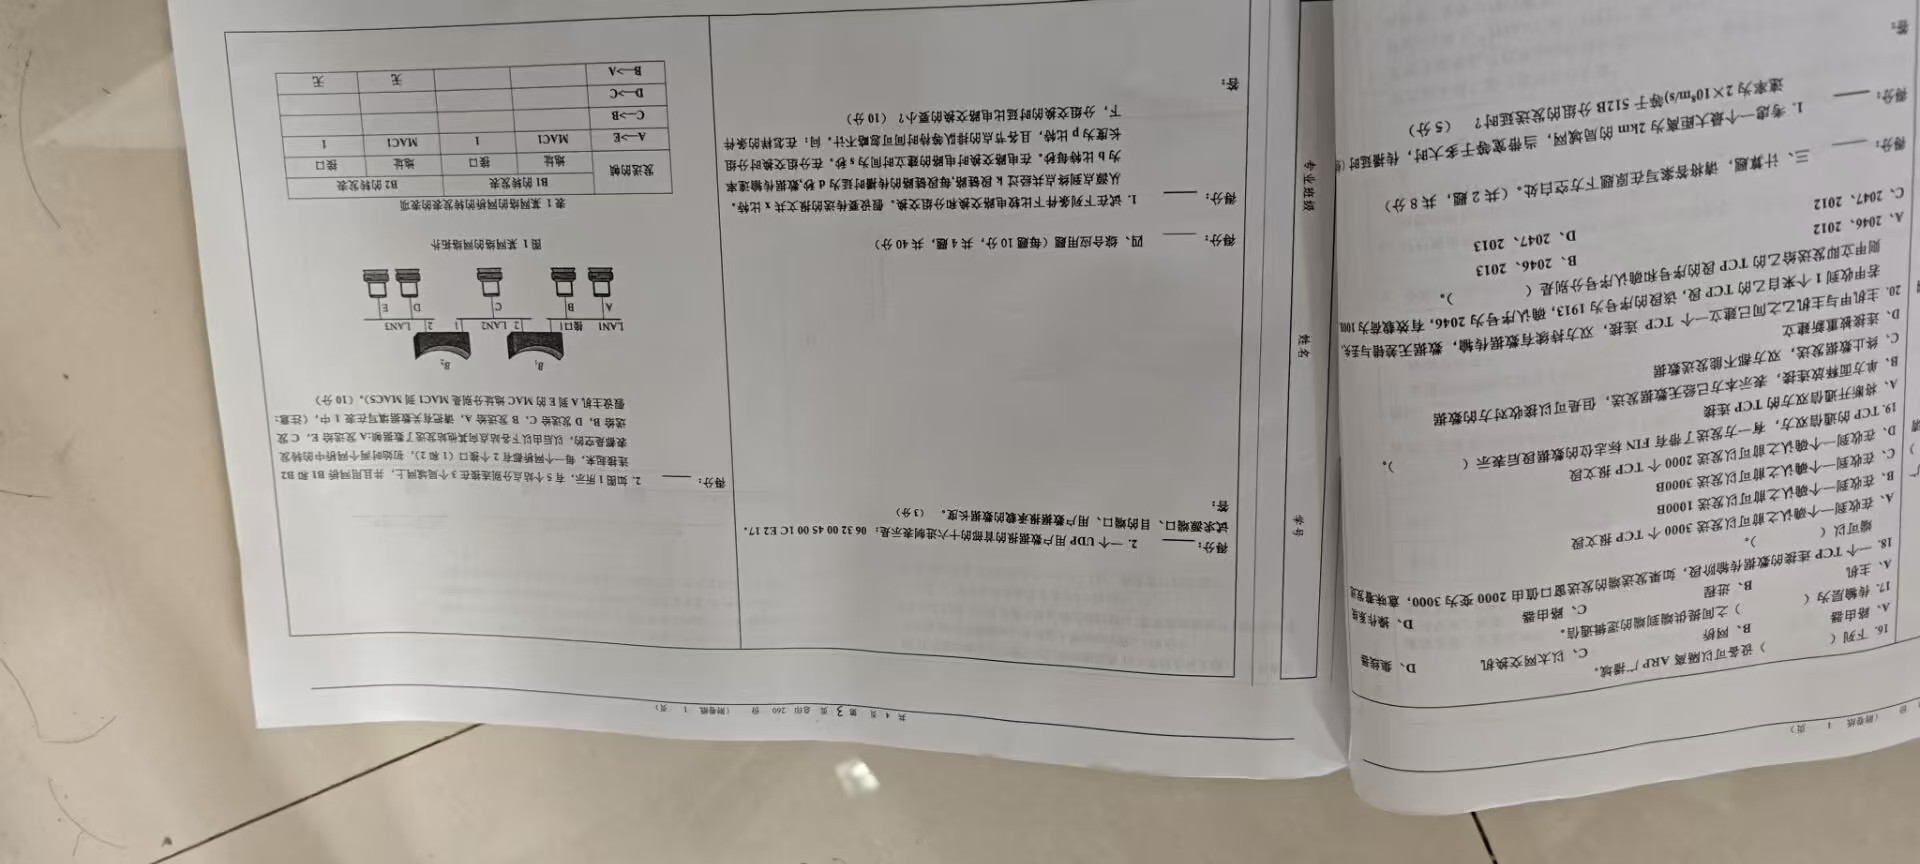 共 4 页 第 3 页 总印 260 份 (附卷纸 1 页)
学号
姓名
专业班级
16. 下列( )设备可以隔离 ARP 广播域。
A、路由器 B、网桥 C、以太网交换机 D、集线器
17. 传输层为( )之间提供端到端的逻辑通信。
A、主机 B、进程 C、路由器 D、操作系统
18. 一个 TCP 连接的数据传输阶段,如果发送端的发送窗口值由 2000 变为 3000,意味着发送
端可以( )。
A、在收到一个确认之前可以发送 3000 个 TCP 报文段
B、在收到一个确认之前可以发送 1000B
C、在收到一个确认之前可以发送 3000B
D、在收到一个确认之前可以发送 2000 个 TCP 报文段
19.TCP 的通信双方,有一方发送了带有 FIN 标志位的数据段后表示( )。
A、将断开通信双方的 TCP 连接
B、单方面释放连接,表示本方已经无数据发送,但是可以接收对方的数据
C、终止数据发送,双方都不能发送数据
D、连接被重新建立
20. 主机甲与主机乙之间已建立一个 TCP 连接,双方持续有数据传输,数据无差错与丢失
若甲收到 1 个来自乙的 TCP 段,该段的序号为 1913,确认序号为 2046,有效载荷为
则甲立即发送给乙的 TCP 段的序号和确认序号分别是( )。
A、2046、2012 B、2046、2013
C、2047、2012 D、2047、2013
得分: 三、计算题,请将答案写在原题下方空白处。(共 2 题,共 8 分)
得分: 1. 考虑一个最大距离为 2km 的局域网,当带宽等于多大时,传播延时
速率为 2×10⁸m/s)等于 512B 分组的发送延时? (5 分)
答:
得分: 2. 一个 UDP 用户数据报的首部的十六进制表示是:06 32 00 45 00 1C E2 17。
试求源端口、目的端口、用户数据报承载的数据长度。 (3 分)
答:
得分: 四、综合应用题(每题 10 分,共 4 题,共 40 分)
得分: 1. 试在下列条件下比较电路交换和分组交换。假设要传送的报文共 x 比特。
从源点到终点共经过 k 段链路,每段链路的传播时延为 d 秒,数据传输速率
为 b 比特每秒。在电路交换时电路的建立时间为 s 秒。在分组交换时分组
长度为 p 比特,且各节点的排队等待时间可忽略不计。问:在怎样的条件
下,分组交换的时延比电路交换的要小?(10 分)
答:
得分: 2. 如图 1 所示,有 5 个站点分别连接在 3 个局域网上,并且用网桥 B1 和 B2
连接起来,每一个网桥都有 2 个接口(1 和 2),初始时两个网桥中的转发
表都是空的,以后由以下各站点向其他站发送了数据帧:A 发送给 E,C 发
送给 B,D 发送给 C,B 发送给 A,请把有关数据填写在表 1 中,(注意:
假设主机 A 到 E 的 MAC 地址分别是 MAC1 到 MAC5)。(10 分)
B₁ B₂
LAN1 接口1 2 LAN2 1 2 LAN3
A B C D E
图 1 某网络的网络拓扑
表 1 某网络的网桥的转发表的表项
发送的帧 B1 的转发表 B2 的转发表
地址 接口 地址 接口
A—>E MAC1 1 MAC1 1
C—>B
D—>C
B—>A 无 无